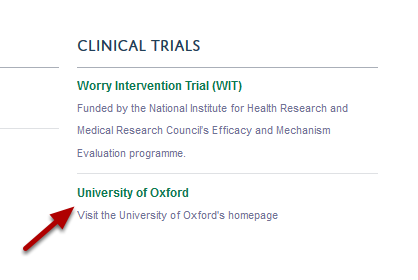 CLINICAL TRIALS
Worry Intervention Trial (WIT)
Funded by the National Institute for Health Research and
Medical Research Council's Efficacy and Mechanism
Evaluation programme.
University of Oxford
Visit the University of Oxford's homepage